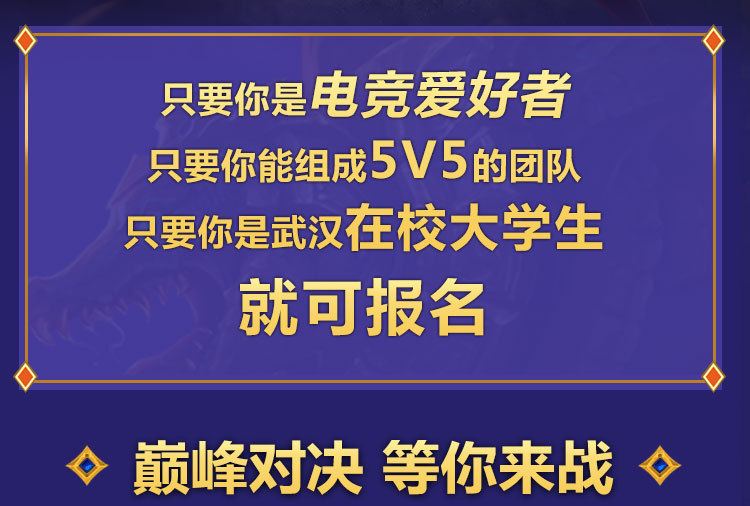 只要你是电竞爱好者
只要你能组成5V5的团队
只要你是武汉在校大学生
就可报名
巅峰对决 等你来战